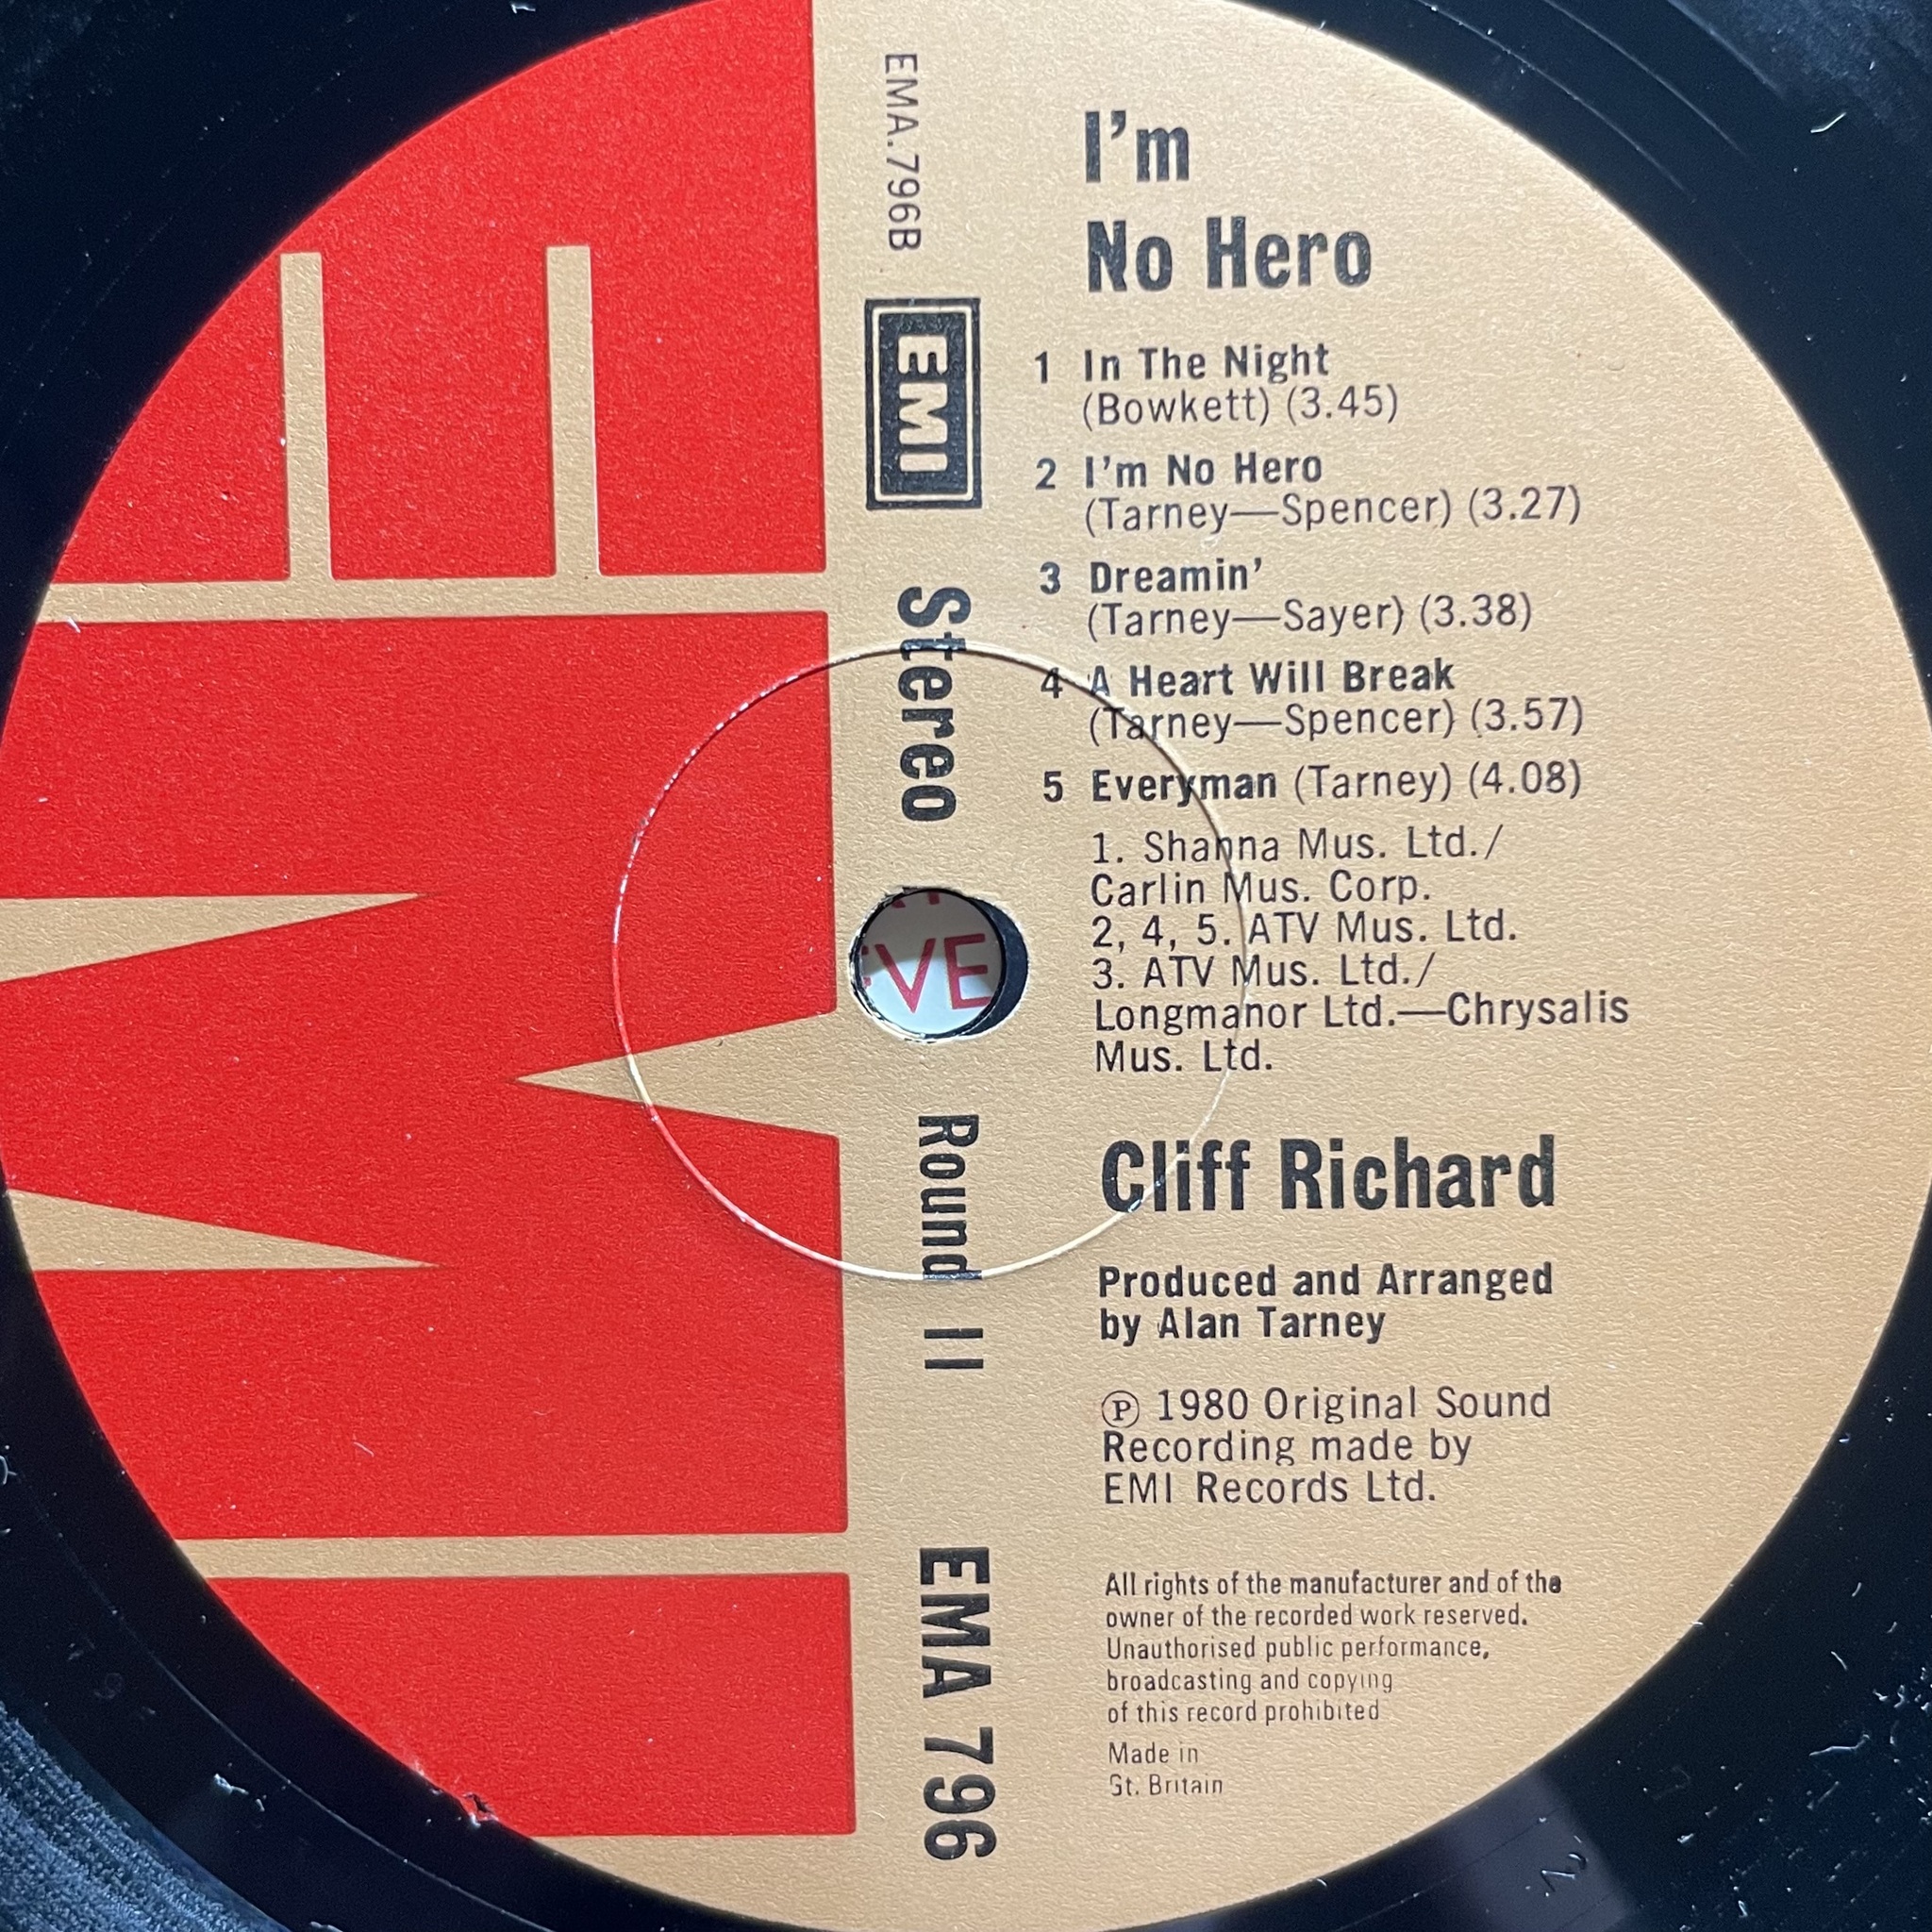 EMA.796B
EMI
Stereo
Round II
EMA 796
I'm
No Hero
1 In The Night
(Bowkett) (3.45)
2 I'm No Hero
(Tarney—Spencer) (3.27)
3 Dreamin'
(Tarney—Sayer) (3.38)
4 A Heart Will Break
(Tarney—Spencer) (3.57)
5 Everyman (Tarney) (4.08)
1. Shanna Mus. Ltd./
Carlin Mus. Corp.
2, 4, 5. ATV Mus. Ltd.
3. ATV Mus. Ltd./
Longmanor Ltd.—Chrysalis
Mus. Ltd.
Cliff Richard
Produced and Arranged
by Alan Tarney
Ⓟ 1980 Original Sound
Recording made by
EMI Records Ltd.
All rights of the manufacturer and of the
owner of the recorded work reserved.
Unauthorised public performance,
broadcasting and copying
of this record prohibited
Made in
Gt. Britain
EMI
VE
2